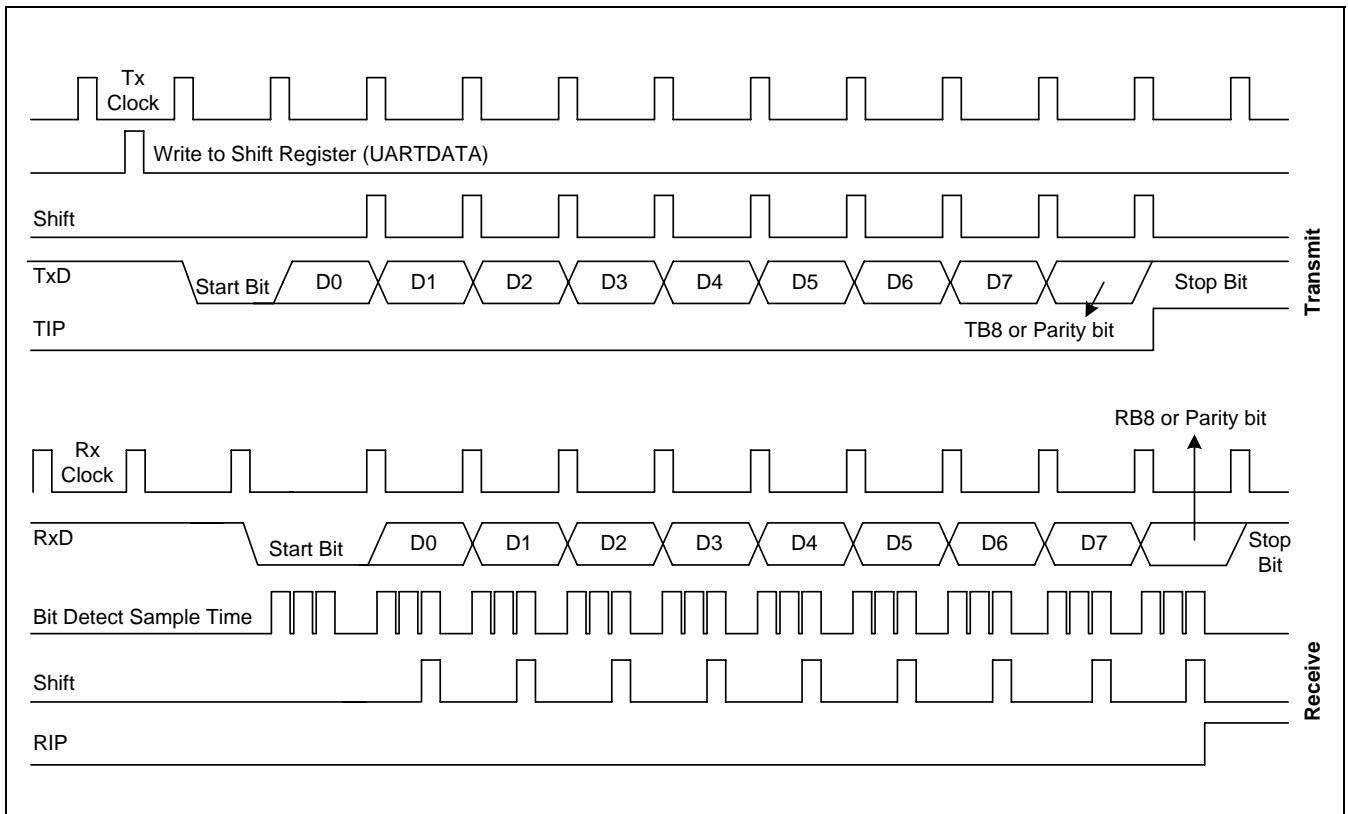 Tx
Clock
Write to Shift Register (UARTDATA)
Shift
TxD
Start Bit
D0
D1
D2
D3
D4
D5
D6
D7
Stop Bit
TIP
TB8 or Parity bit
Transmit
RB8 or Parity bit
Rx
Clock
RxD
Start Bit
D0
D1
D2
D3
D4
D5
D6
D7
Stop
Bit
Bit Detect Sample Time
Shift
RIP
Receive